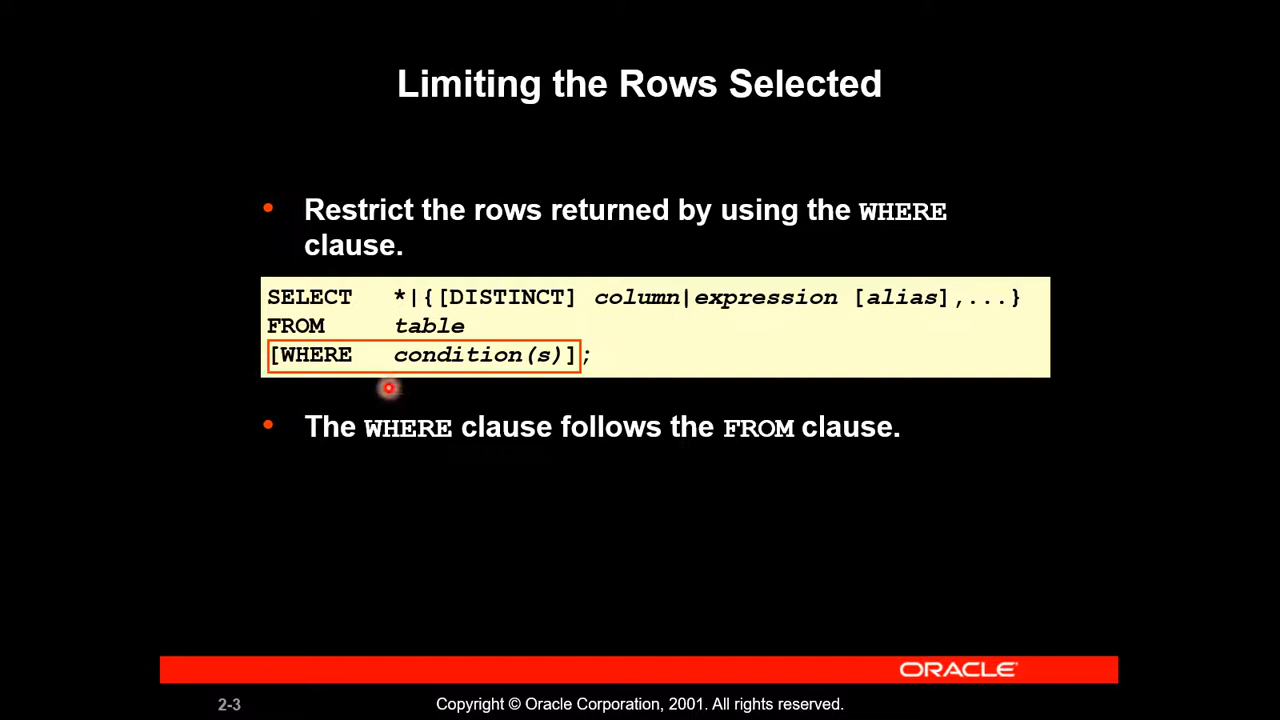 Limiting the Rows Selected
• Restrict the rows returned by using the WHERE
clause.
SELECT *|{[DISTINCT] column|expression [alias],...}
FROM table
[WHERE condition(s)];
• The WHERE clause follows the FROM clause.
ORACLE
2-3 Copyright © Oracle Corporation, 2001. All rights reserved.